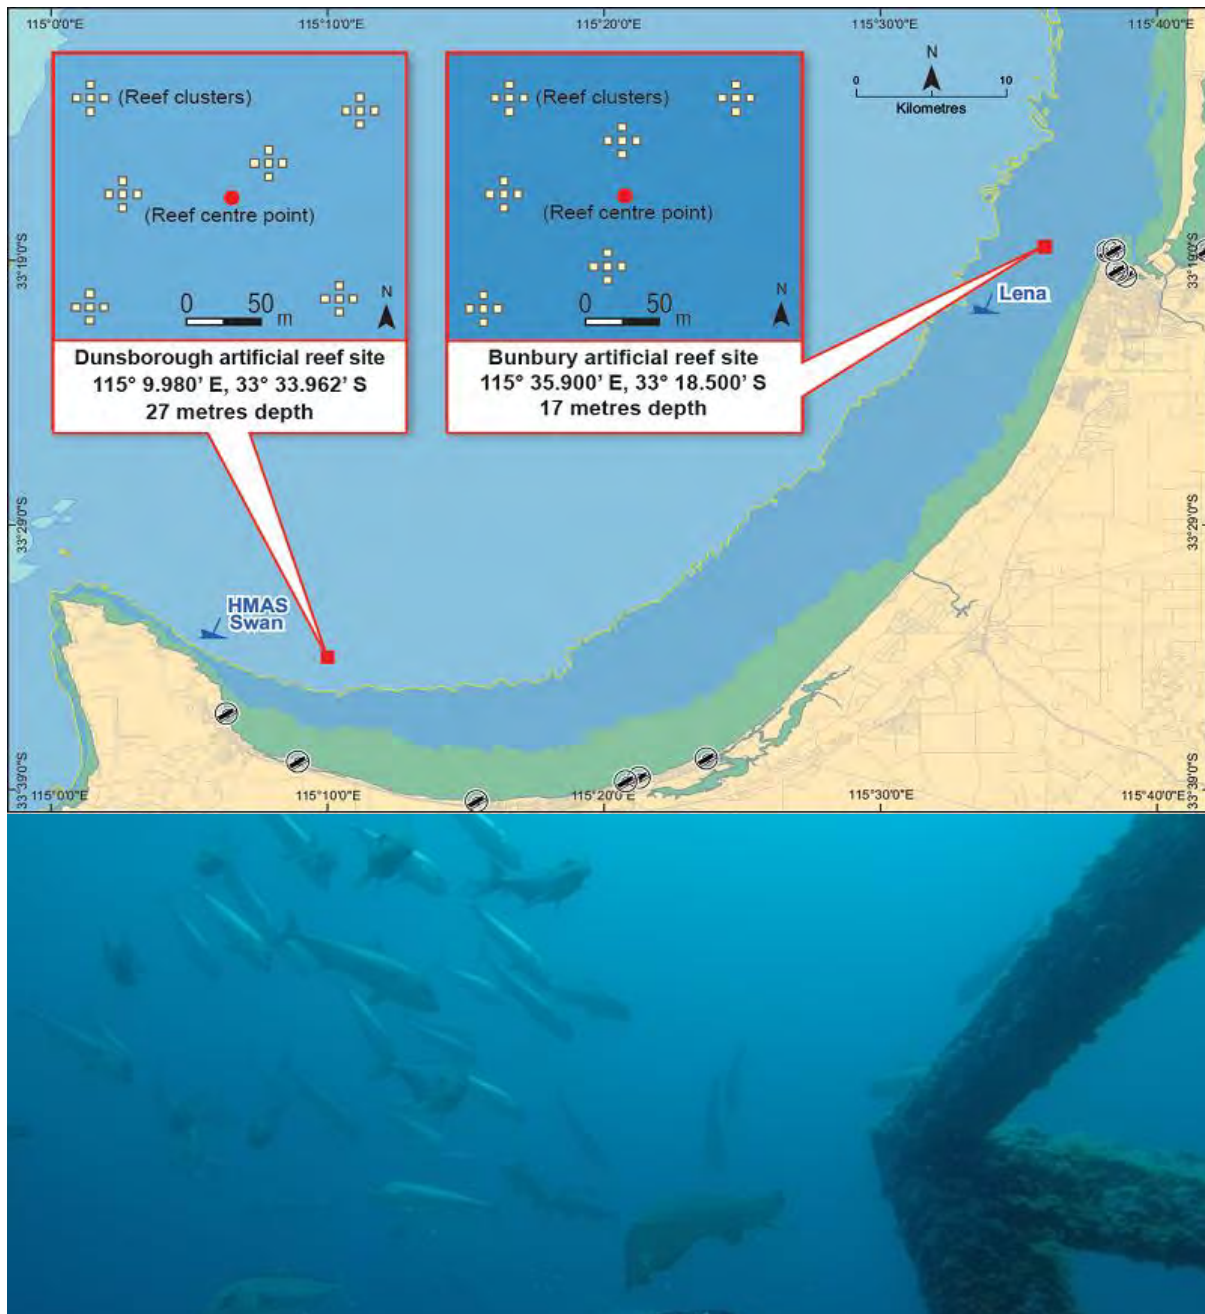 115°0'0"E
115°10'0"E
115°20'0"E
115°30'0"E
115°40'0"E
(Reef clusters)
(Reef centre point)
0 50 m
N
Dunsborough artificial reef site
115° 9.980' E, 33° 33.962' S
27 metres depth
(Reef clusters)
(Reef centre point)
0 50 m
N
Bunbury artificial reef site
115° 35.900' E, 33° 18.500' S
17 metres depth
N
0 10
Kilometres
33°19'0"S
33°19'0"S
Lena
33°29'0"S
33°29'0"S
HMAS
Swan
33°39'0"S
33°39'0"S
115°0'0"E
115°10'0"E
115°20'0"E
115°30'0"E
115°40'0"E